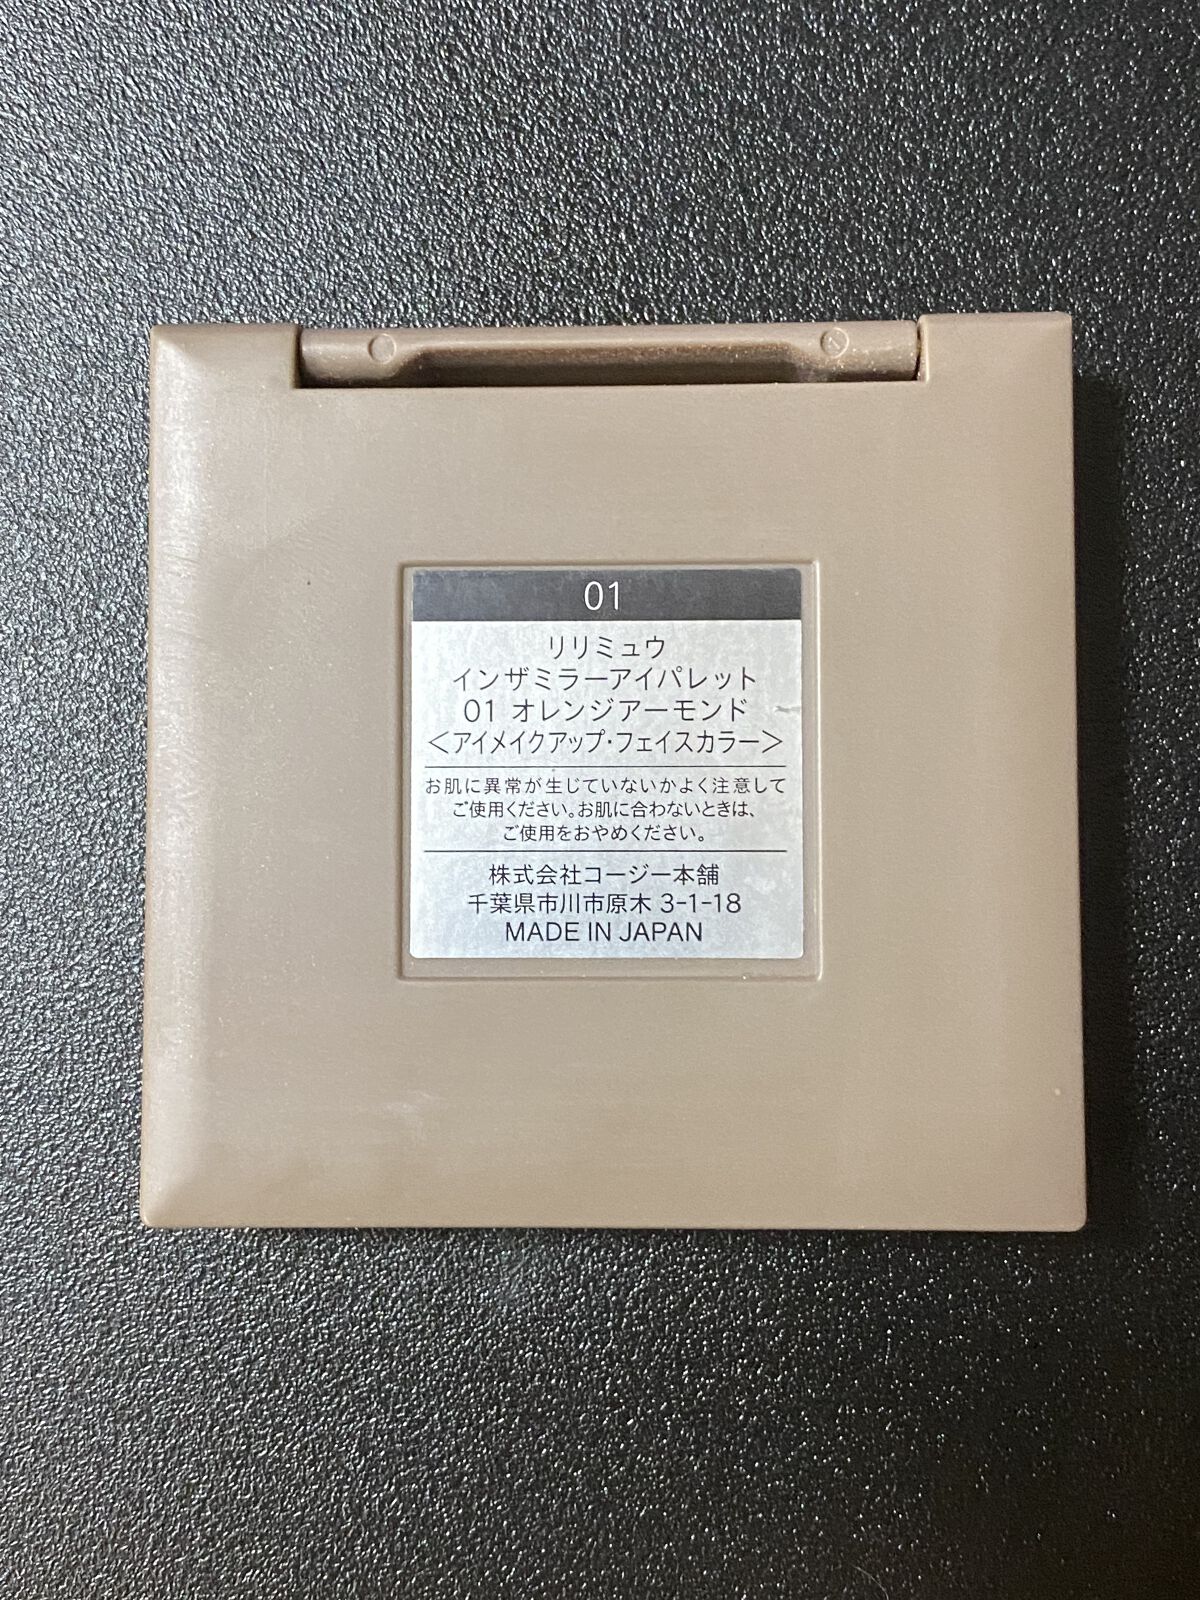 01
リリミュウ
インザミラーアイパレット
01 オレンジアーモンド
＜アイメイクアップ・フェイスカラー＞
お肌に異常が生じていないかよく注意して
ご使用ください。お肌に合わないときは、
ご使用をおやめください。
株式会社コージー本舗
千葉県市川市原木 3-1-18
MADE IN JAPAN